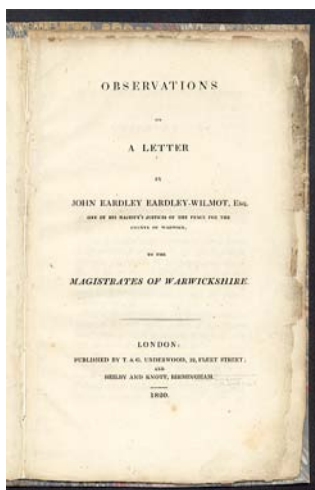 OBSERVATIONS
ON
A LETTER
BY
JOHN EARDLEY EARDLEY-WILMOT, Esq.
ONE OF HIS MAJESTY'S JUSTICES OF THE PEACE FOR THE
COUNTY OF WARWICK,
TO THE
MAGISTRATES OF WARWICKSHIRE.
LONDON:
PUBLISHED BY T. & G. UNDERWOOD, 32, FLEET STREET;
AND
BEILBY AND KNOTT, BIRMINGHAM.
1820.